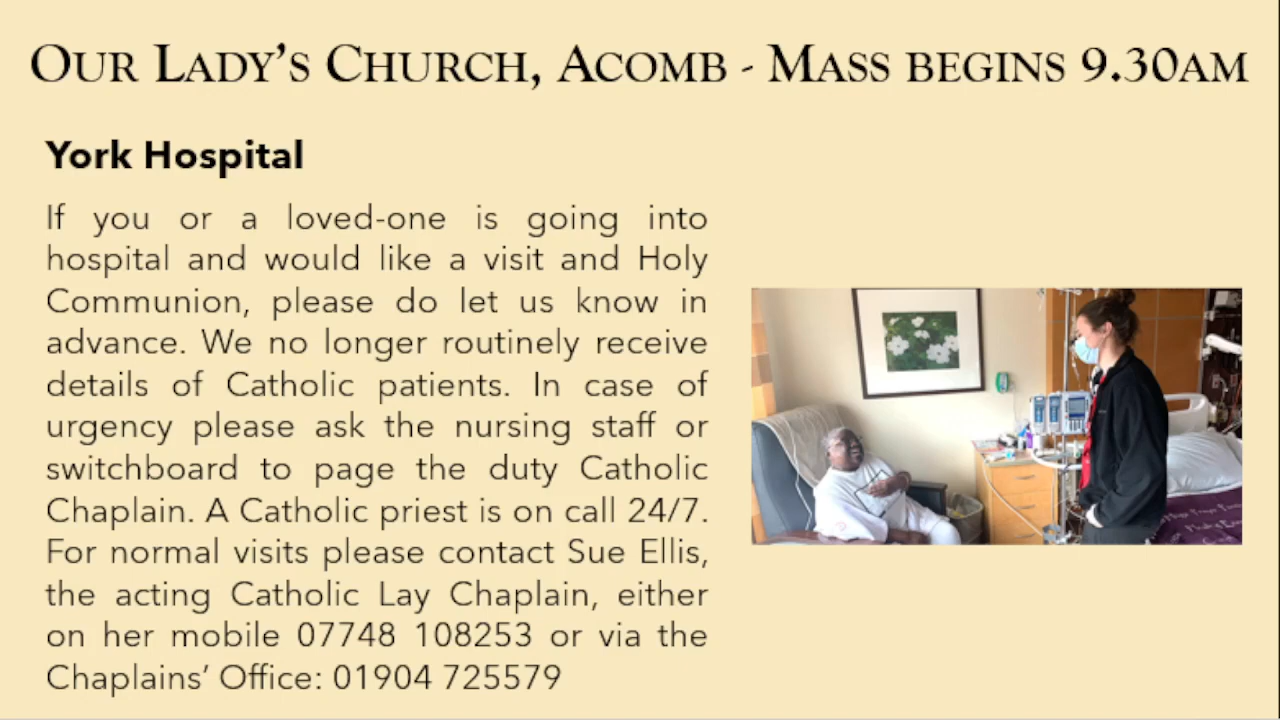 Our Lady's Church, Acomb - Mass begins 9.30am
York Hospital
If you or a loved-one is going into
hospital and would like a visit and Holy
Communion, please do let us know in
advance. We no longer routinely receive
details of Catholic patients. In case of
urgency please ask the nursing staff or
switchboard to page the duty Catholic
Chaplain. A Catholic priest is on call 24/7.
For normal visits please contact Sue Ellis,
the acting Catholic Lay Chaplain, either
on her mobile 07748 108253 or via the
Chaplains' Office: 01904 725579